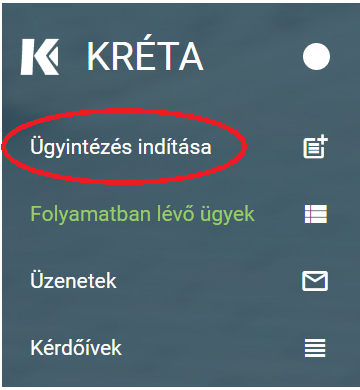 KRÉTA
Ügyintézés indítása
Folyamatban lévő ügyek
Üzenetek
Kérdőívek